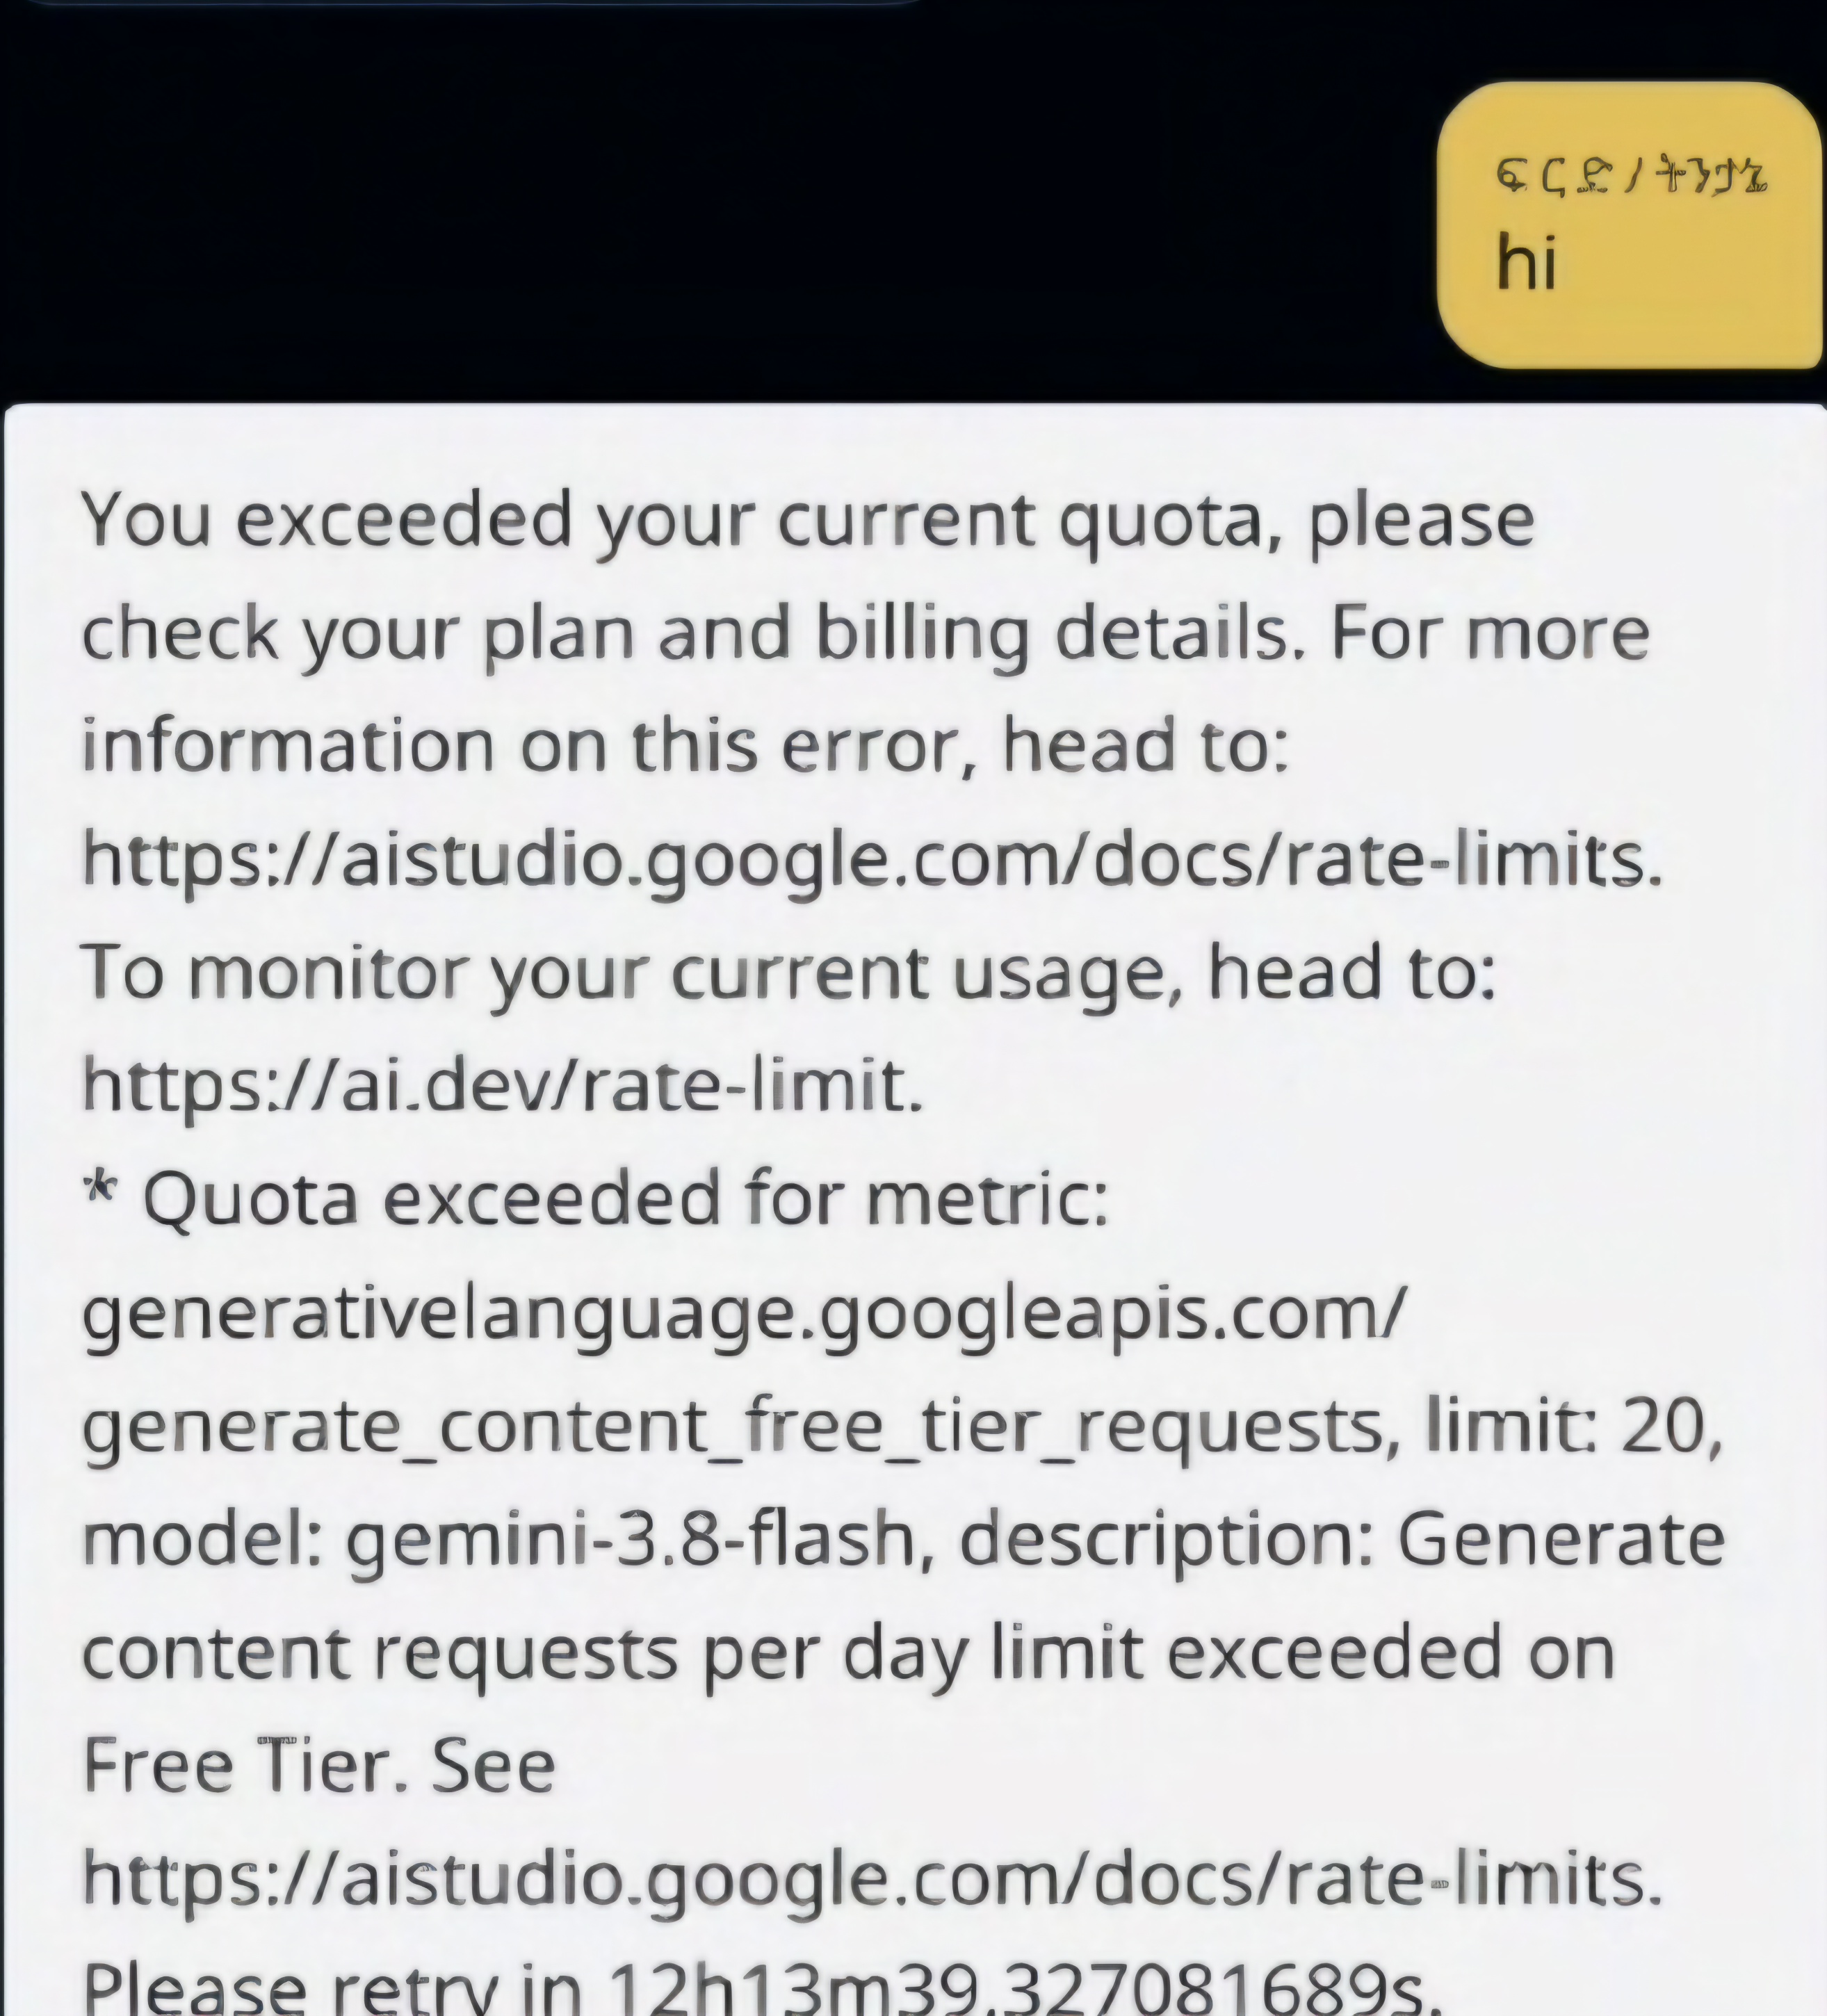 hi
You exceeded your current quota, please
check your plan and billing details. For more
information on this error, head to:
https://aistudio.google.com/docs/rate-limits.
To monitor your current usage, head to:
https://ai.dev/rate-limit.
* Quota exceeded for metric:
generativelanguage.googleapis.com/
generate_content_free_tier_requests, limit: 20,
model: gemini-3.8-flash, description: Generate
content requests per day limit exceeded on
Free Tier. See
https://aistudio.google.com/docs/rate-limits.
Please retry in 12h13m39.327081689s.